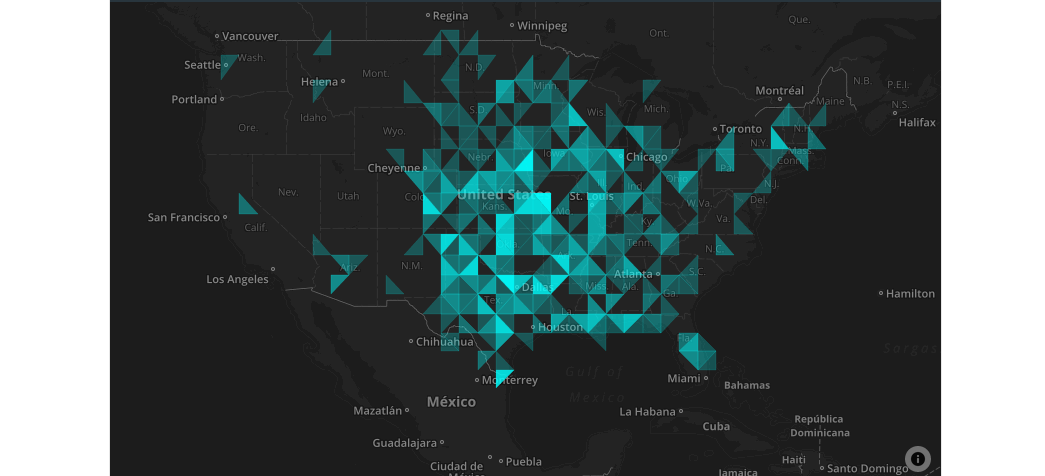 Regina
Winnipeg
Que.
Ont.
Vancouver
Wash.
Seattle
N.D.
Mont.
Helena
Minn.
N.B.
P.E.I.
Montréal
Maine
Portland
N.S.
S.D.
Wis.
Mich.
Idaho
Halifax
Ore.
Wyo.
Toronto
N.H.
N.Y.
Mass.
Iowa
Chicago
Nebr.
Conn.
Cheyenne
Pa.
Ohio
N.J.
Ind.
Nev.
Utah
Colo.
United States
St. Louis
Del.
W.Va.
Kans.
Mo.
San Francisco
Va.
Ky.
Calif.
Okla.
Tenn.
N.C.
Ariz.
N.M.
Atlanta
S.C.
Los Angeles
Dallas
Miss.
Ala.
Ga.
Hamilton
Tex.
La.
Houston
Fla.
Chihuahua
Sargas
Gulf of
Mexico
Monterrey
Miami
Bahamas
México
Mazatlán
La Habana
República
Dominicana
Cuba
Guadalajara
Haiti
Ciudad de
México
Puebla
Santo Domingo
Jamaica